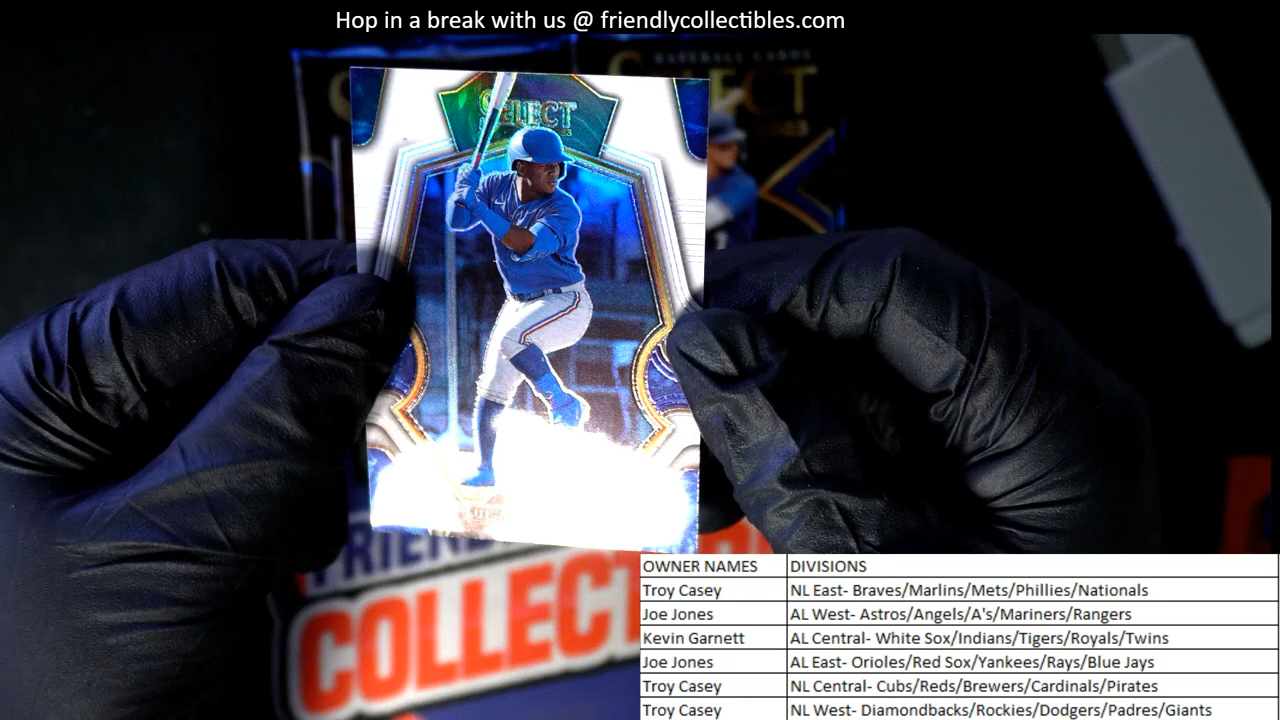 Hop in a break with us @ friendlycollectibles.com
BASEBALL CARDS
SELECT
SELECT
OWNER NAMES DIVISIONS
Troy Casey NL East- Braves/Marlins/Mets/Phillies/Nationals
Joe Jones AL West- Astros/Angels/A's/Mariners/Rangers
Kevin Garnett AL Central- White Sox/Indians/Tigers/Royals/Twins
Joe Jones AL East- Orioles/Red Sox/Yankees/Rays/Blue Jays
Troy Casey NL Central- Cubs/Reds/Brewers/Cardinals/Pirates
Troy Casey NL West- Diamondbacks/Rockies/Dodgers/Padres/Giants